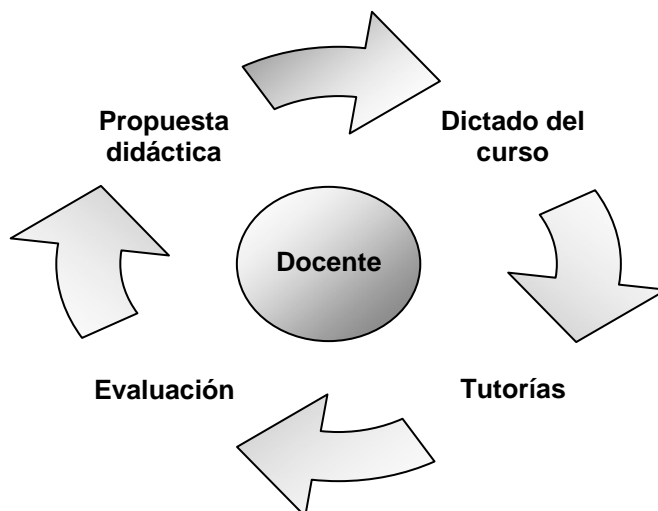 Propuesta
didáctica
Dictado del
curso
Docente
Evaluación
Tutorías